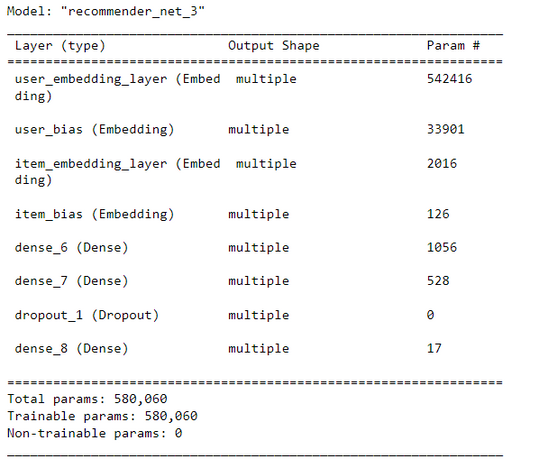 Model: "recommender_net_3"
Layer (type) Output Shape Param #
user_embedding_layer (Embed multiple 542416
ding)
user_bias (Embedding) multiple 33901
item_embedding_layer (Embed multiple 2016
ding)
item_bias (Embedding) multiple 126
dense_6 (Dense) multiple 1056
dense_7 (Dense) multiple 528
dropout_1 (Dropout) multiple 0
dense_8 (Dense) multiple 17
Total params: 580,060
Trainable params: 580,060
Non-trainable params: 0